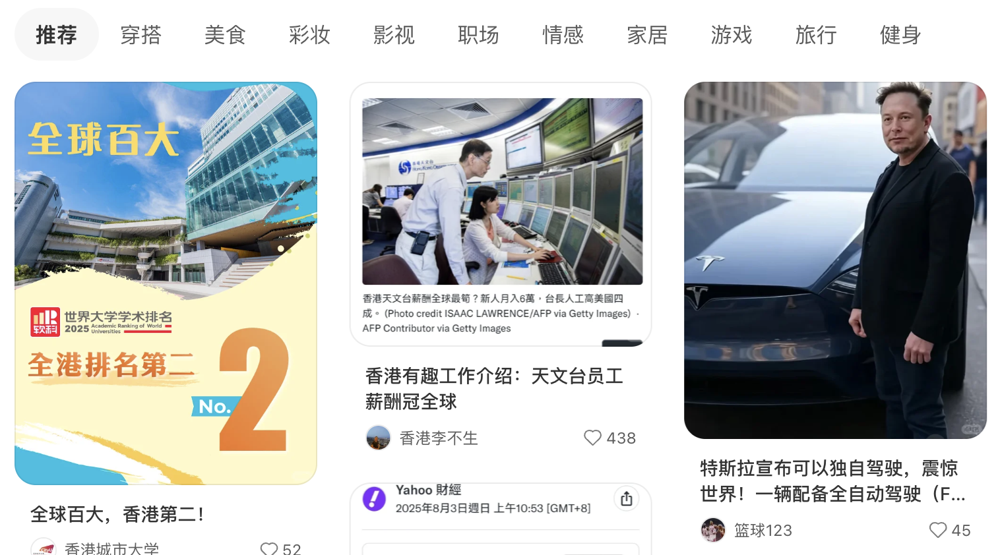 推荐
穿搭
美食
彩妆
影视
职场
情感
家居
游戏
旅行
健身
全球百大
软科
世界大学学术排名
2025 Academic Ranking of World Universities
全港排名第二
No. 2
全球百大，香港第二！
香港城市大学
52
香港天文台
香港天文台薪酬全球最筍？新人月入6萬，台長人工高美國四
成。 (Photo credit ISAAC LAWRENCE/AFP via Getty Images) ·
AFP Contributor via Getty Images
香港有趣工作介绍：天文台员工
薪酬冠全球
香港李不生
438
Yahoo 財經
2025年8月3日週日 上午10:53 [GMT+8]
特斯拉宣布可以独自驾驶，震惊
世界！一辆配备全自动驾驶（F...
篮球123
45